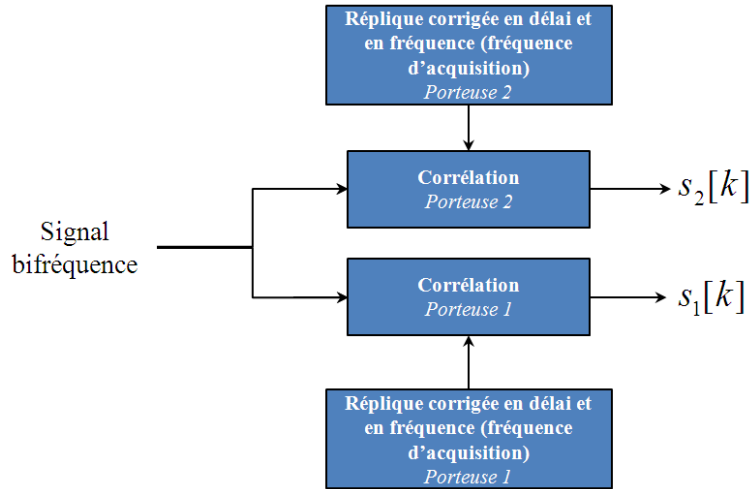 Réplique corrigée en délai et
en fréquence (fréquence
d'acquisition)
Porteuse 2
Corrélation
Porteuse 2
s₂[k]
Signal
bifréquence
Corrélation
Porteuse 1
s₁[k]
Réplique corrigée en délai et
en fréquence (fréquence
d'acquisition)
Porteuse 1